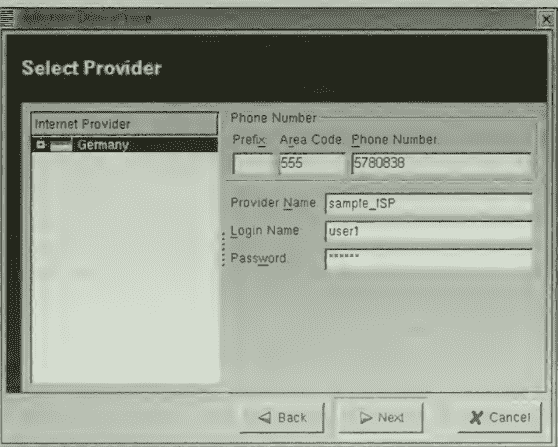 Select Provider
Internet Provider
Germany
Phone Number
Prefix Area Code Phone Number
555 5780838
Provider Name sample_ISP
Login Name user1
Password ******
Back Next Cancel